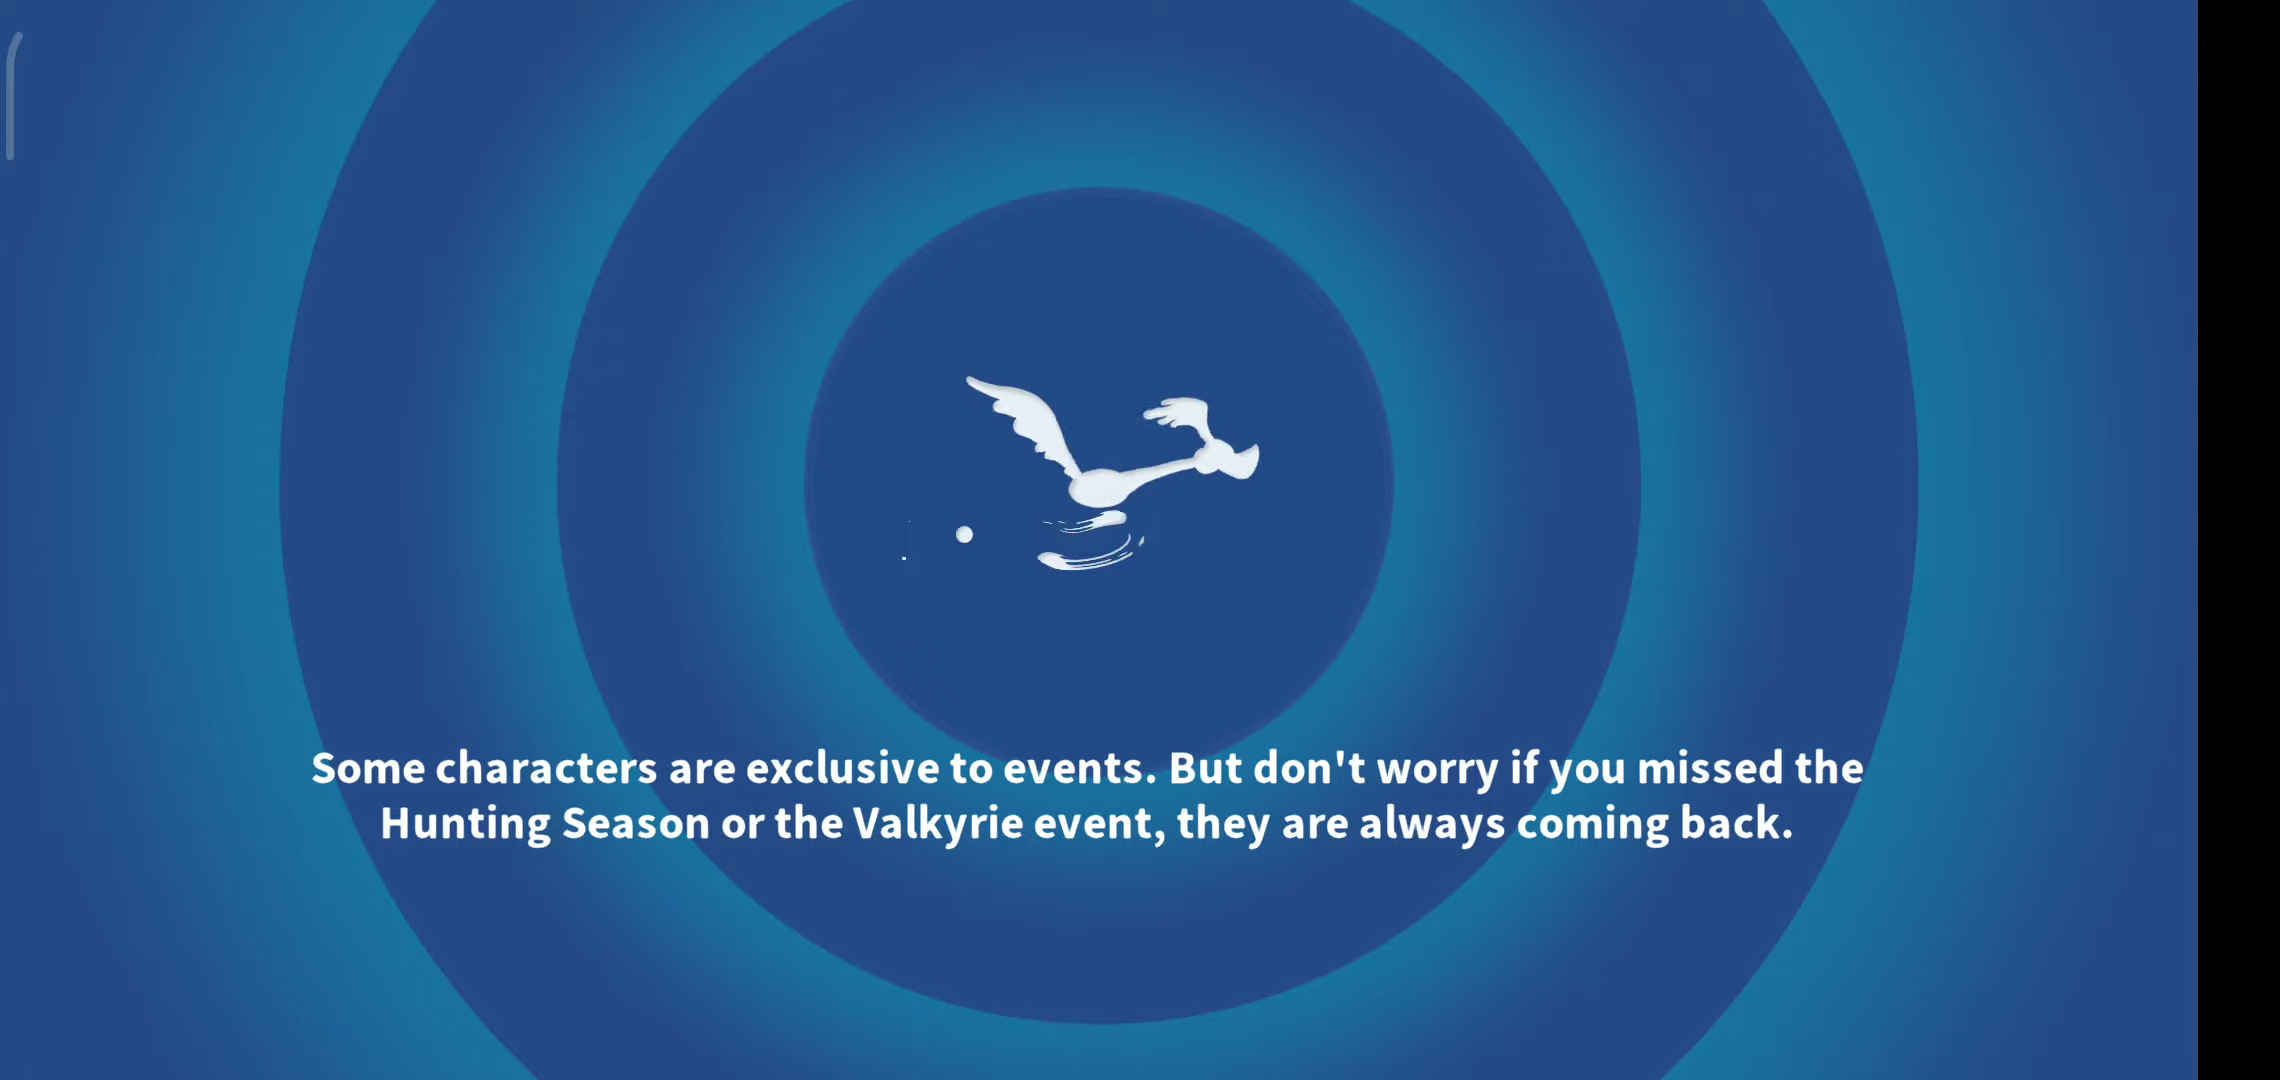 Some characters are exclusive to events. But don't worry if you missed the
Hunting Season or the Valkyrie event, they are always coming back.